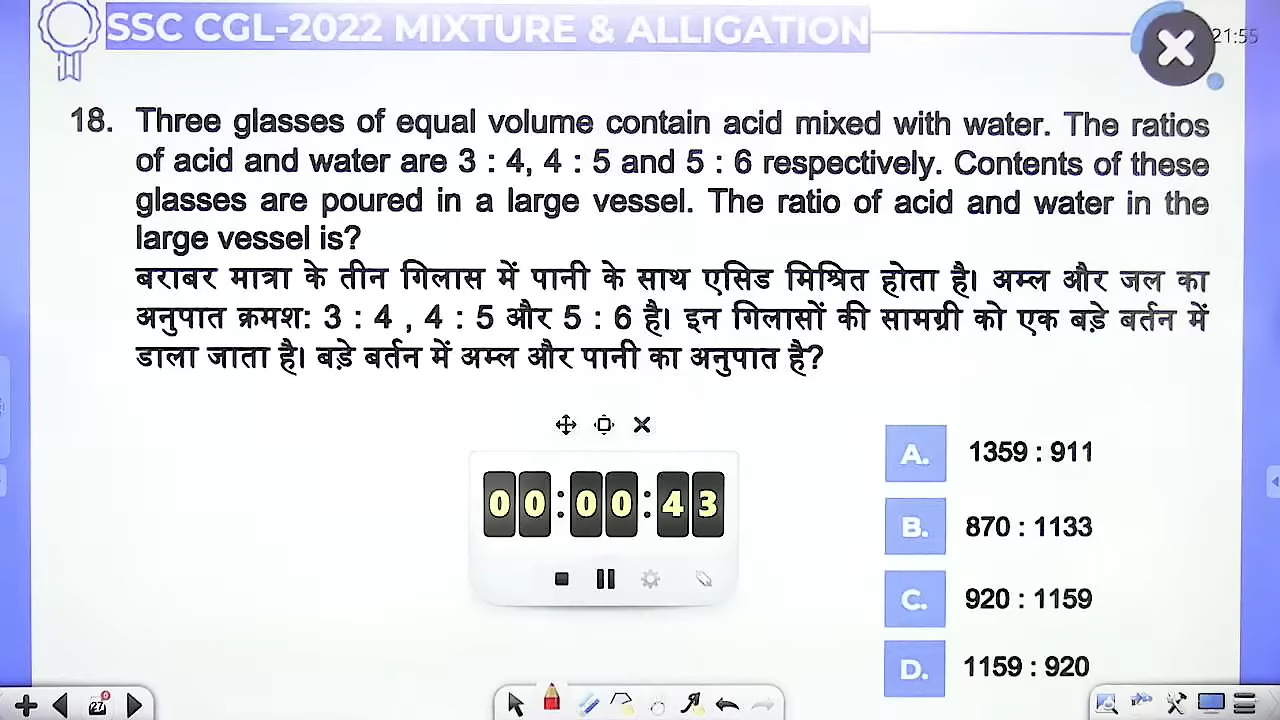 SSC CGL-2022 MIXTURE & ALLIGATION
21:55
18. Three glasses of equal volume contain acid mixed with water. The ratios
of acid and water are 3 : 4, 4 : 5 and 5 : 6 respectively. Contents of these
glasses are poured in a large vessel. The ratio of acid and water in the
large vessel is?
बराबर मात्रा के तीन गिलास में पानी के साथ एसिड मिश्रित होता है। अम्ल और जल का
अनुपात क्रमश: 3 : 4 , 4 : 5 और 5 : 6 है। इन गिलासों की सामग्री को एक बड़े बर्तन में
डाला जाता है। बड़े बर्तन में अम्ल और पानी का अनुपात है?
00:00:43
A. 1359 : 911
B. 870 : 1133
C. 920 : 1159
D. 1159 : 920
27